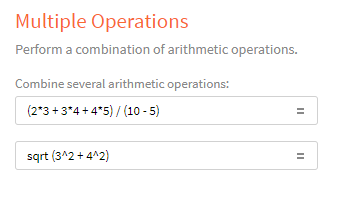 Multiple Operations
Perform a combination of arithmetic operations.
Combine several arithmetic operations:
(2*3 + 3*4 + 4*5) / (10 - 5) =
sqrt (3^2 + 4^2) =